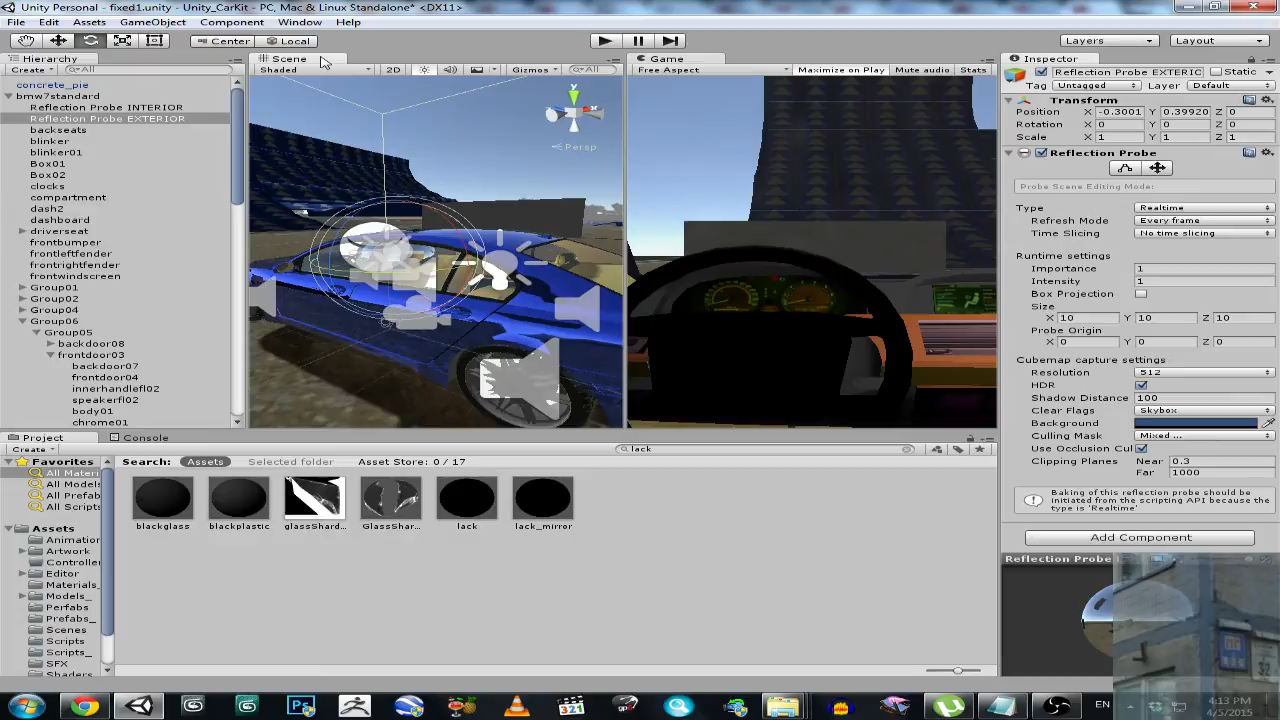 Unity Personal - fixed1.unity - Unity_CarKit - PC, Mac & Linux Standalone* <DX11>
File Edit Assets GameObject Component Window Help
Center Local Layers Layout
Hierarchy Scene Game Inspector
Create All Shaded 2D Gizmos All Free Aspect Maximize on Play Mute audio Stats
Reflection Probe EXTERIC Static
Tag Untagged Layer Default
concrete_pie
bmw7standard
Reflection Probe INTERIOR
Reflection Probe EXTERIOR
backseats
blinker
blinker01
Box01
Box02
clocks
compartment
dash2
dashboard
driverseat
frontbumper
frontleftfender
frontrightfender
frontwindscreen
Group01
Group02
Group04
Group06
Group05
backdoor08
frontdoor03
backdoor07
frontdoor04
innerhandlefl02
speakerfl02
body01
chrome01
y
x
Persp
Transform
Position X -0.3001 Y 0.39920 Z 0
Rotation X 0 Y 0 Z 0
Scale X 1 Y 1 Z 1
Reflection Probe
Probe Scene Editing Mode:
Type Realtime
Refresh Mode Every frame
Time Slicing No time slicing
Runtime settings
Importance 1
Intensity 1
Box Projection
Size
X 10 Y 10 Z 10
Probe Origin
X 0 Y 0 Z 0
Cubemap capture settings
Resolution 512
HDR
Shadow Distance 100
Clear Flags Skybox
Background
Culling Mask Mixed ...
Use Occlusion Cul
Clipping Planes Near 0.3
Far 1000
Baking of this reflection probe should be
initiated from the scripting API because the
type is 'Realtime'
Add Component
Reflection Probe
Project Console
Create lack
Favorites
All Materi
All Models
All Prefab
All Scripts
Assets
Animation
Artwork
Controller
Editor
Materials_
Models_
Perfabs
Prefabs_
Scenes
Scripts
Scripts_
SFX
Shaders
Search: Assets Selected folder Asset Store: 0 / 17
blackglass blackplastic glassShard... GlassShar... lack lack_mirror
32
EN
4:13 PM
4/5/2015